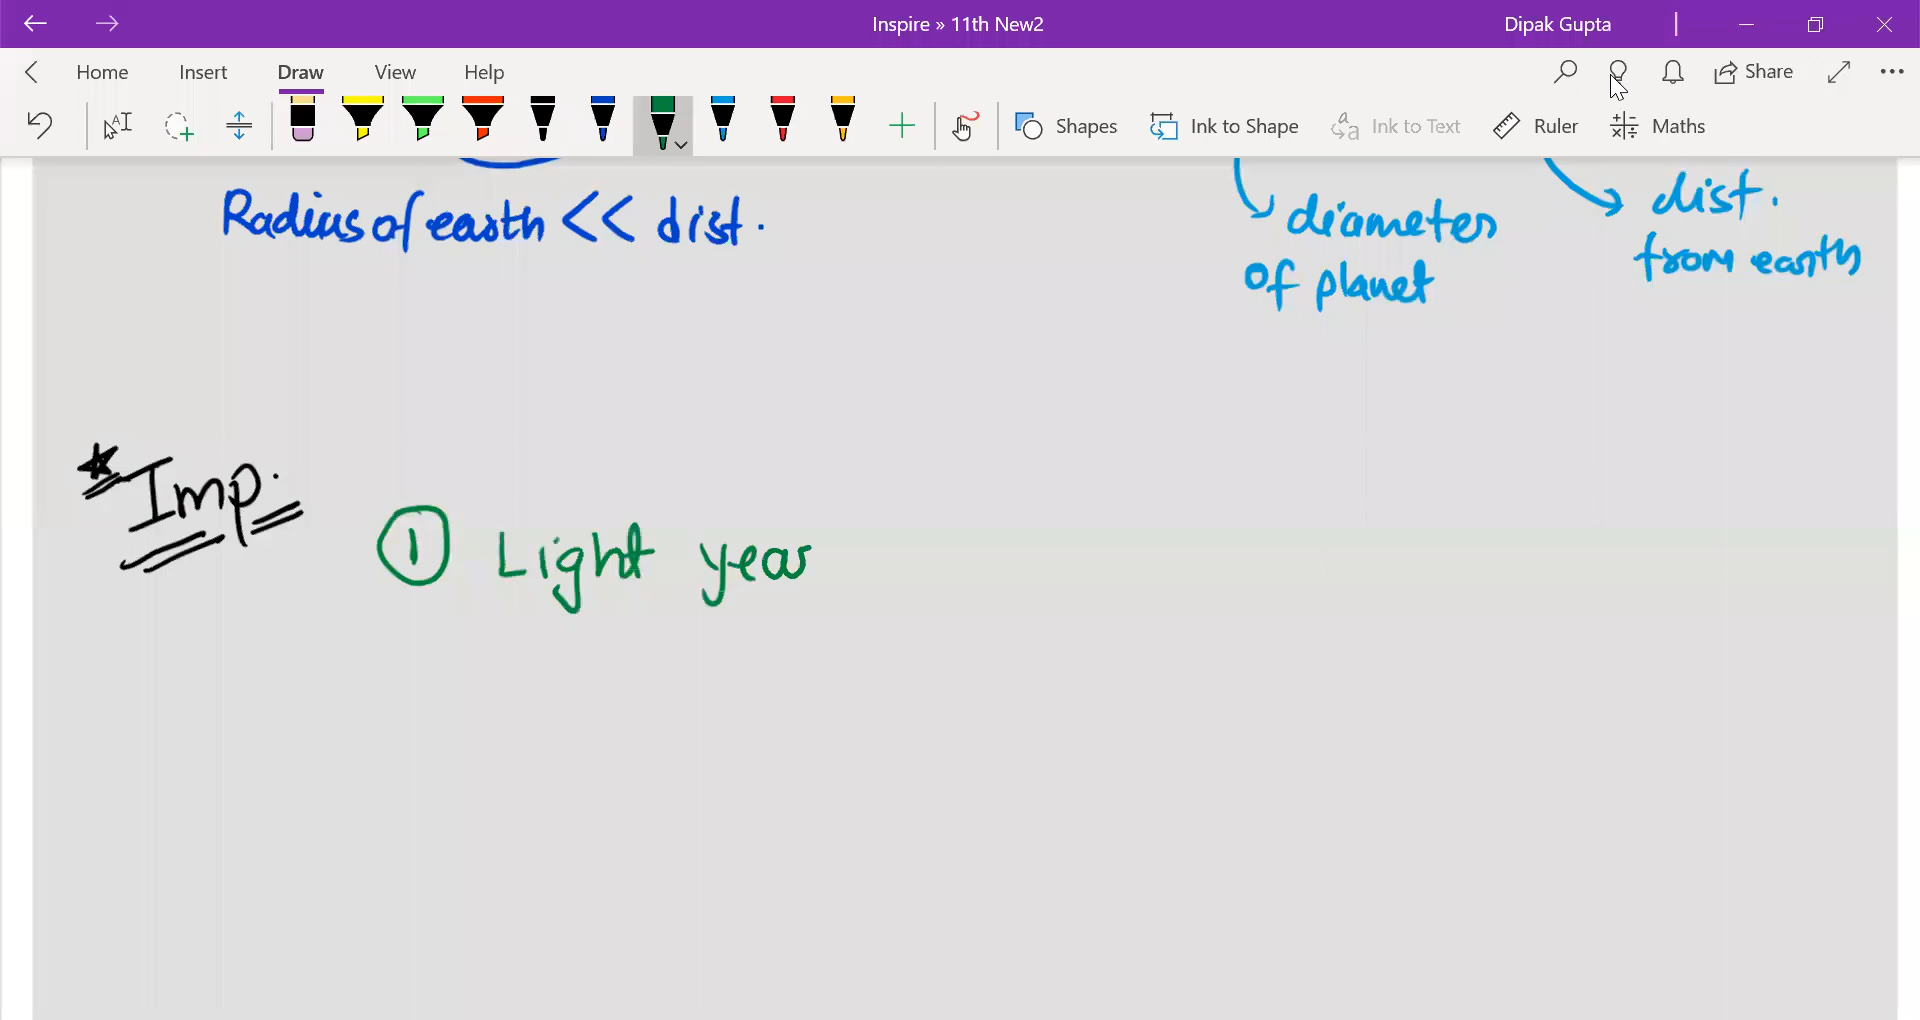 Inspire » 11th New2
Dipak Gupta
Home Insert Draw View Help
Share
Shapes Ink to Shape Ink to Text Ruler Maths
Radius of earth << dist.
diameter
of planet
dist.
from earth
*Imp.
① Light year